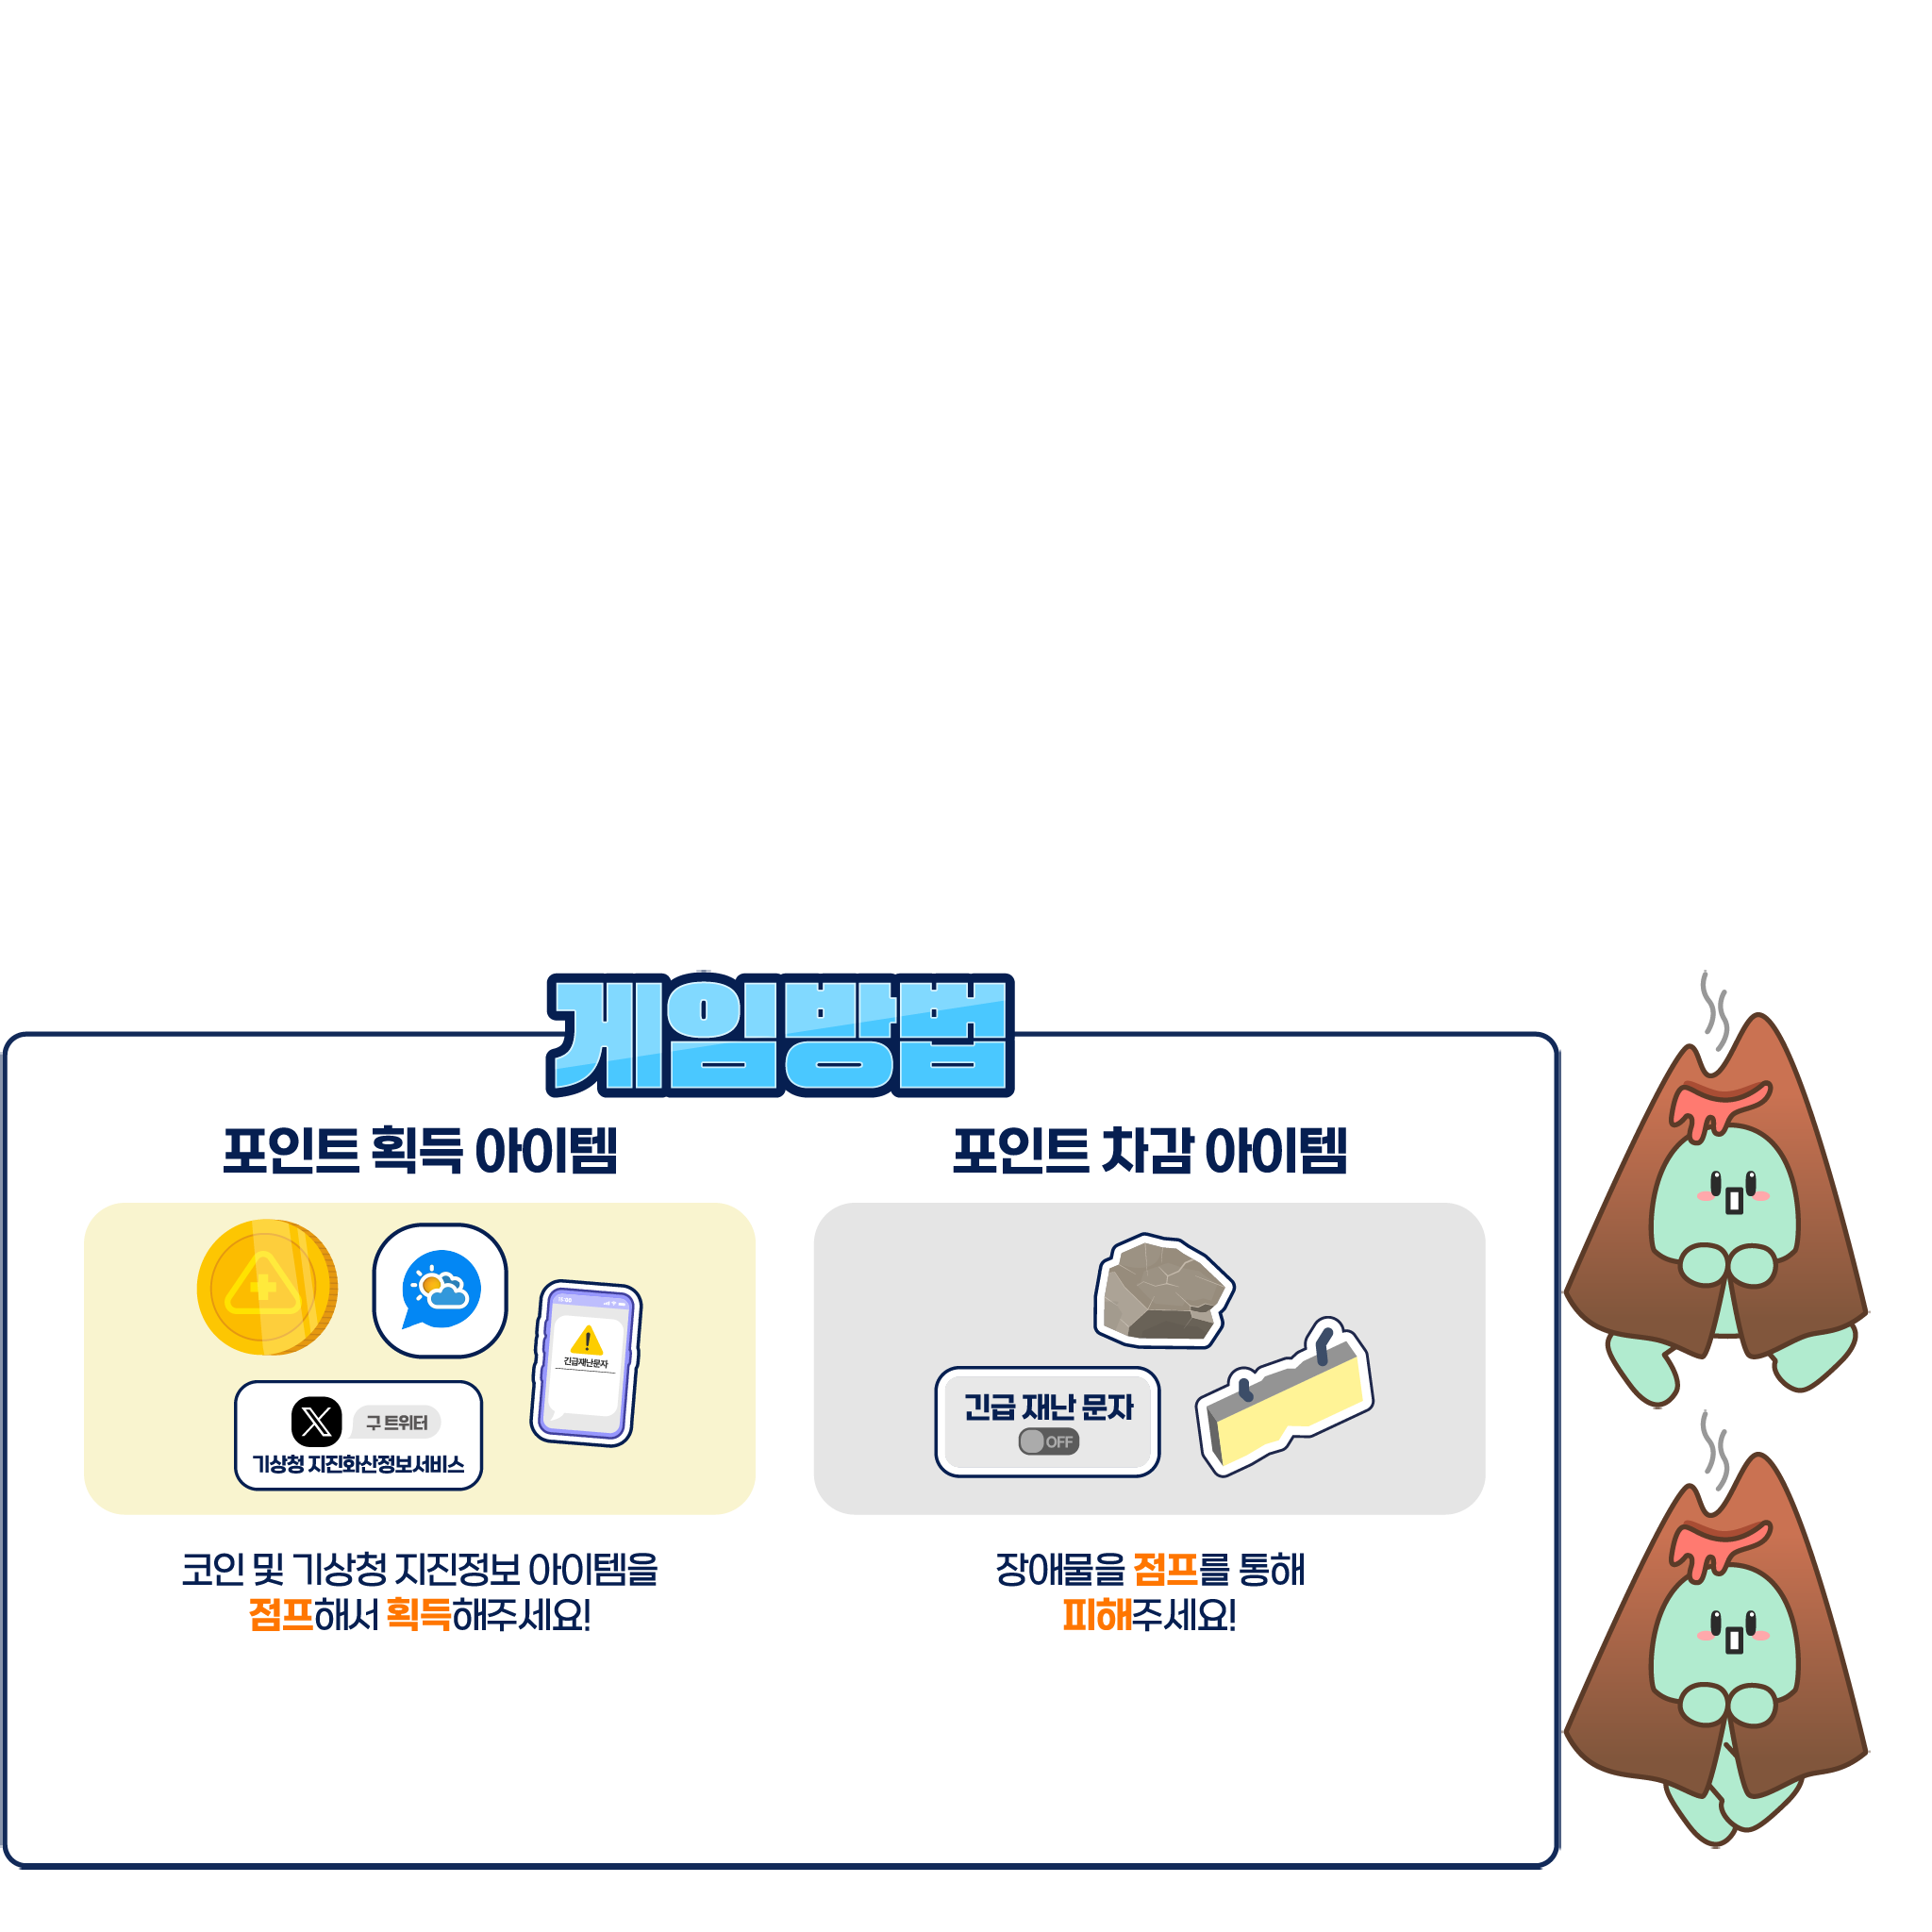 게임방법
포인트 획득 아이템
포인트 차감 아이템
긴급재난문자
구 트위터
기상청 지진화산정보서비스
긴급 재난 문자
OFF
코인 및 기상청 지진정보 아이템을
점프해서 획득해주세요!
장애물을 점프를 통해
피해주세요!